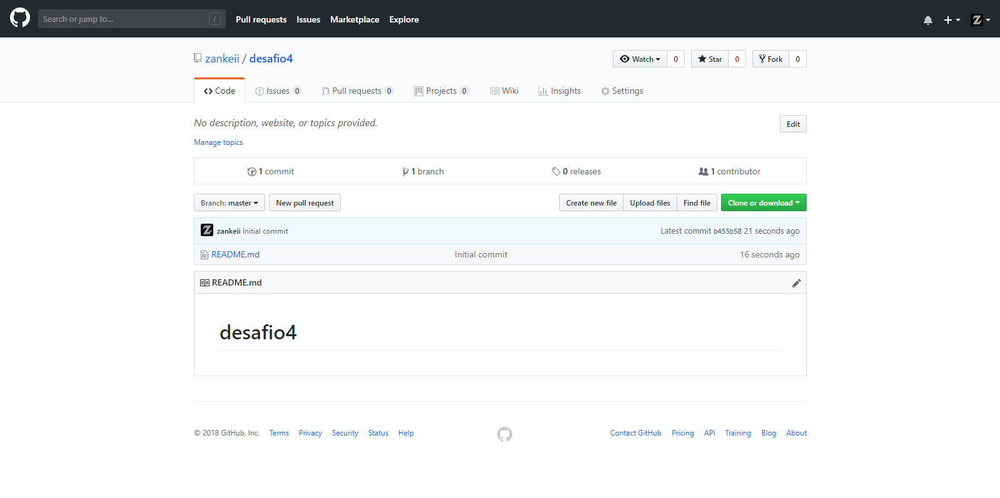 Search or jump to... /
Pull requests Issues Marketplace Explore
zankeii / desafio4
Watch 0 Star 0 Fork 0
Code Issues 0 Pull requests 0 Projects 0 Wiki Insights Settings
No description, website, or topics provided.
Edit
Manage topics
1 commit 1 branch 0 releases 1 contributor
Branch: master New pull request Create new file Upload files Find file Clone or download
zankeii Initial commit Latest commit b455b58 21 seconds ago
README.md Initial commit 16 seconds ago
README.md
desafio4
© 2018 GitHub, Inc. Terms Privacy Security Status Help Contact GitHub Pricing API Training Blog About